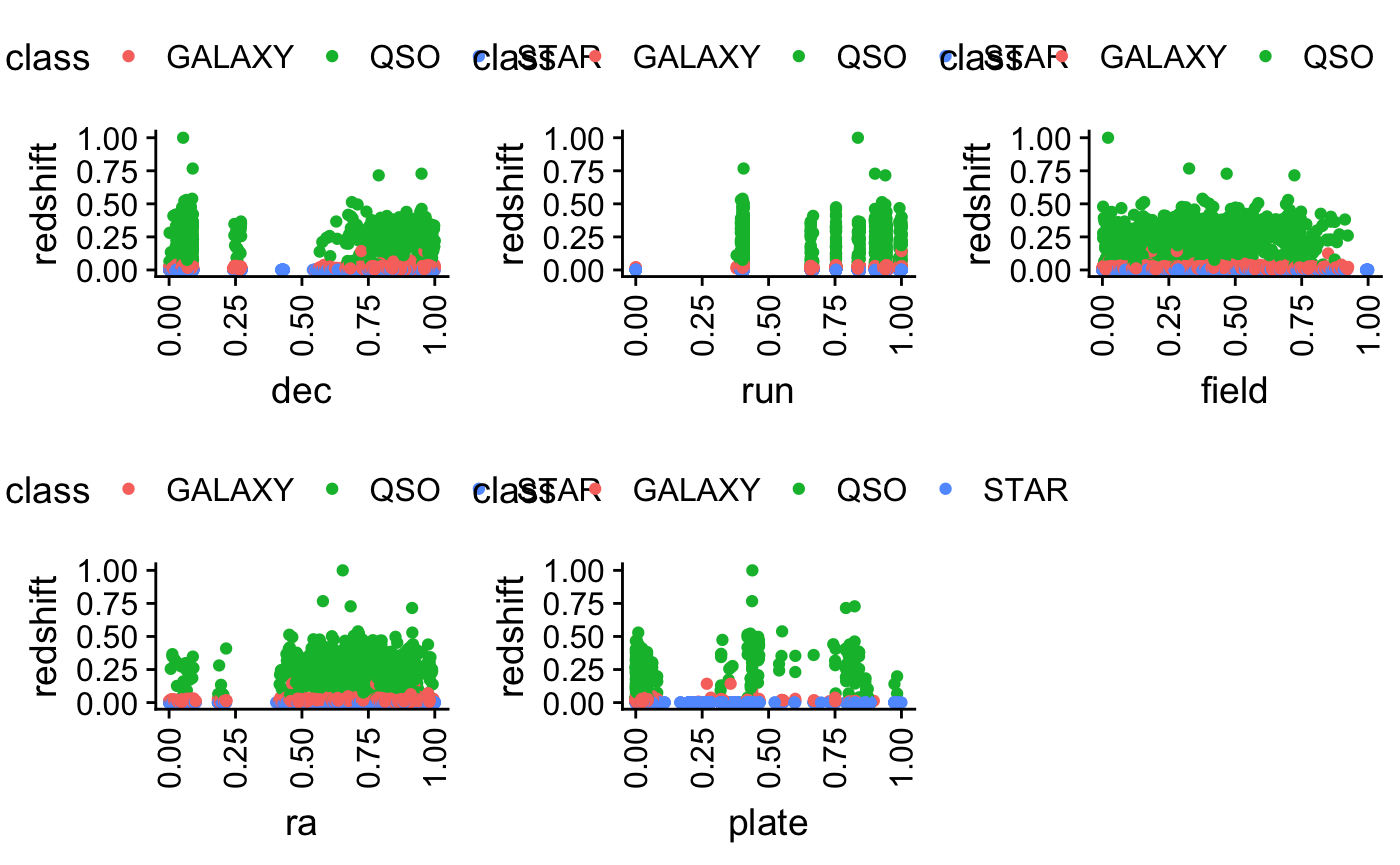 class GALAXY QSO STAR class GALAXY QSO STAR class GALAXY QSO
redshift redshift redshift
1.00 1.00 1.00
0.75 0.75 0.75
0.50 0.50 0.50
0.25 0.25 0.25
0.00 0.00 0.00
0.00 0.25 0.50 0.75 1.00 0.00 0.25 0.50 0.75 1.00 0.00 0.25 0.50 0.75 1.00
dec run field
class GALAXY QSO STAR class GALAXY QSO STAR
redshift redshift
1.00 1.00
0.75 0.75
0.50 0.50
0.25 0.25
0.00 0.00
0.00 0.25 0.50 0.75 1.00 0.00 0.25 0.50 0.75 1.00
ra plate